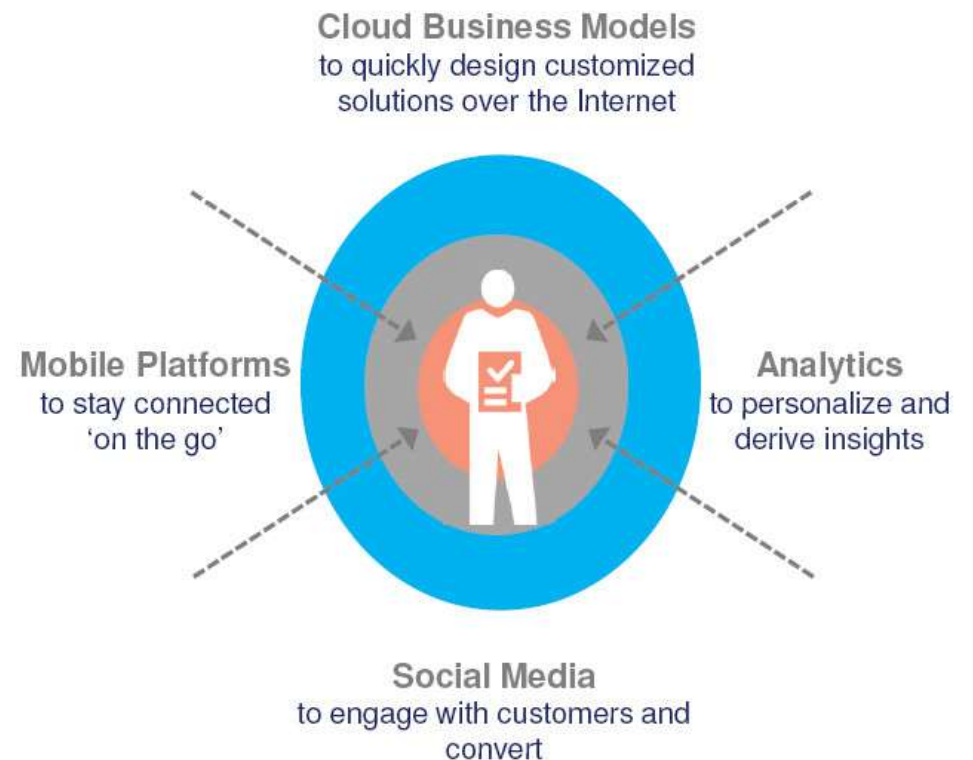 Cloud Business Models
to quickly design customized
solutions over the Internet
Mobile Platforms
to stay connected
‘on the go’
Analytics
to personalize and
derive insights
Social Media
to engage with customers and
convert